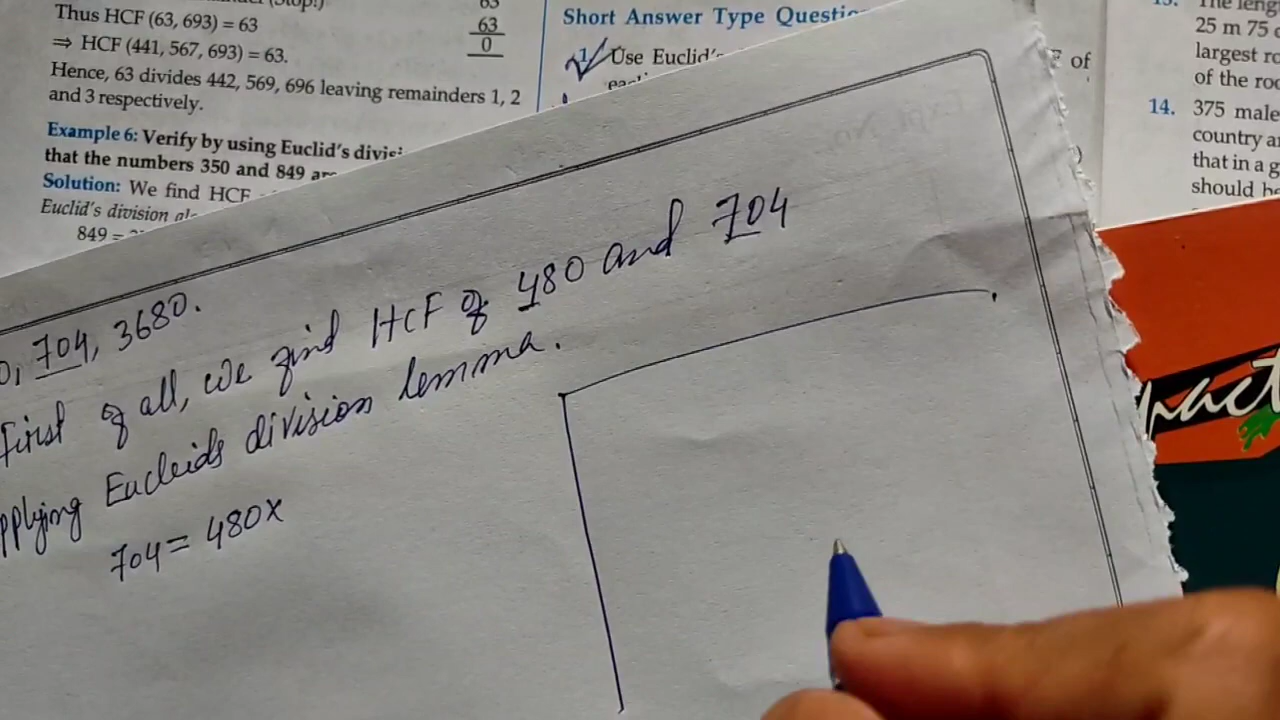 Thus HCF (63, 693) = 63
⇒ HCF (441, 567, 693) = 63.
Hence, 63 divides 442, 569, 696 leaving remainders 1, 2
and 3 respectively.
Example 6: Verify by using Euclid's
that the numbers 350 and 849
Solution: We find HCF
Euclid's division
849 =
63
63
0
Short Answer Type
1. Use Euclid's
of
25 m 75
largest
of the
14. 375 male
country
that in a
should
704, 3680.
First of all, we find HCF of 480 and 704
Eucleids division lemma.
704 = 480x